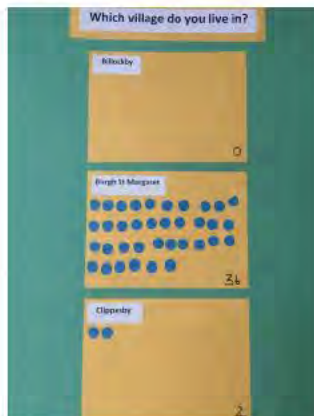 Which village do you live in?
Billockby
0
Burgh St Margaret
36
Clippesby
2